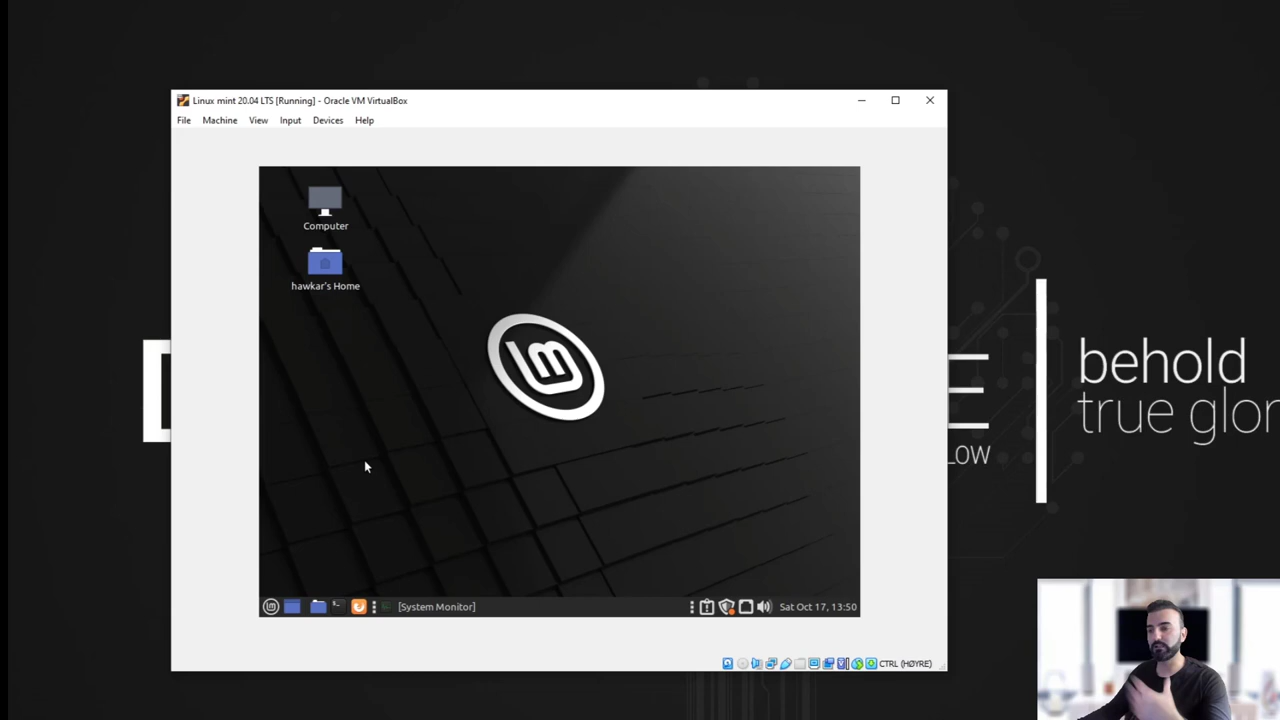 Linux mint 20.04 LTS [Running] - Oracle VM VirtualBox
File Machine View Input Devices Help
Computer
hawkar's Home
behold
true glor
LOW
[System Monitor]
Sat Oct 17, 13:50
CTRL (HØYRE)